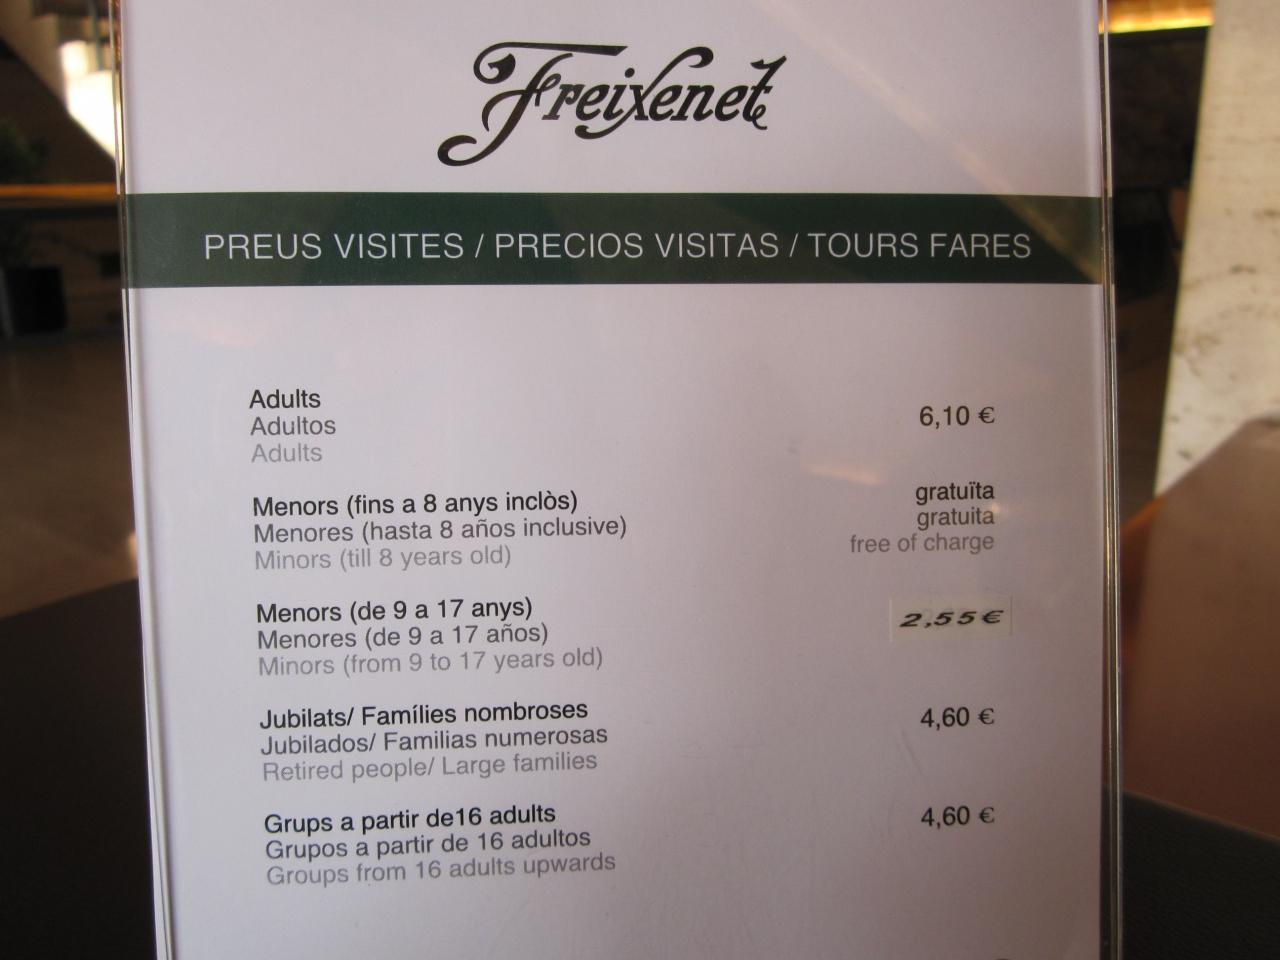 Freixenet
PREUS VISITES / PRECIOS VISITAS / TOURS FARES
Adults
Adultos
Adults
6,10 €
Menors (fins a 8 anys inclòs)
Menores (hasta 8 años inclusive)
Minors (till 8 years old)
gratuïta
gratuita
free of charge
Menors (de 9 a 17 anys)
Menores (de 9 a 17 años)
Minors (from 9 to 17 years old)
2,55€
Jubilats/ Famílies nombroses
Jubilados/ Familias numerosas
Retired people/ Large families
4,60 €
Grups a partir de16 adults
Grupos a partir de 16 adultos
Groups from 16 adults upwards
4,60 €